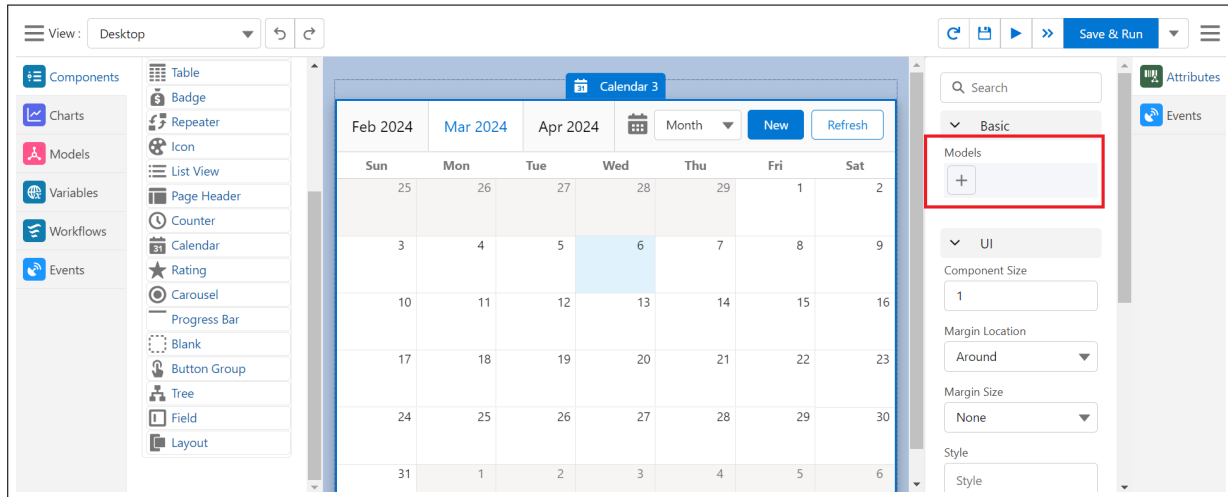 View :
Desktop
Save & Run
Components
Charts
Models
Variables
Workflows
Events
Table
Badge
Repeater
Icon
List View
Page Header
Counter
31
Calendar
Rating
Carousel
Progress Bar
Blank
Button Group
Tree
Field
Layout
31
Calendar 3
Feb 2024
Mar 2024
Apr 2024
Month
New
Refresh
Sun Mon Tue Wed Thu Fri Sat
25 26 27 28 29 1 2
3 4 5 6 7 8 9
10 11 12 13 14 15 16
17 18 19 20 21 22 23
24 25 26 27 28 29 30
31 1 2 3 4 5 6
Search
Basic
Models
UI
Component Size
1
Margin Location
Around
Margin Size
None
Style
Style
Attributes
Events